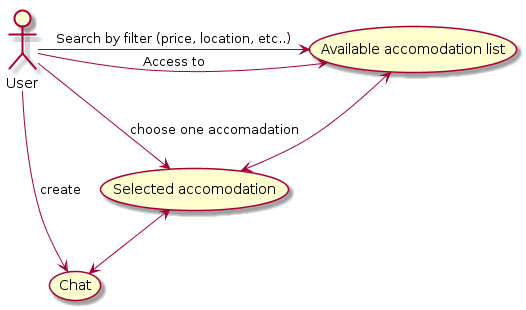 Search by filter (price, location, etc..)
Available accomodation list
Access to
User
choose one accomadation
Selected accomodation
create
Chat